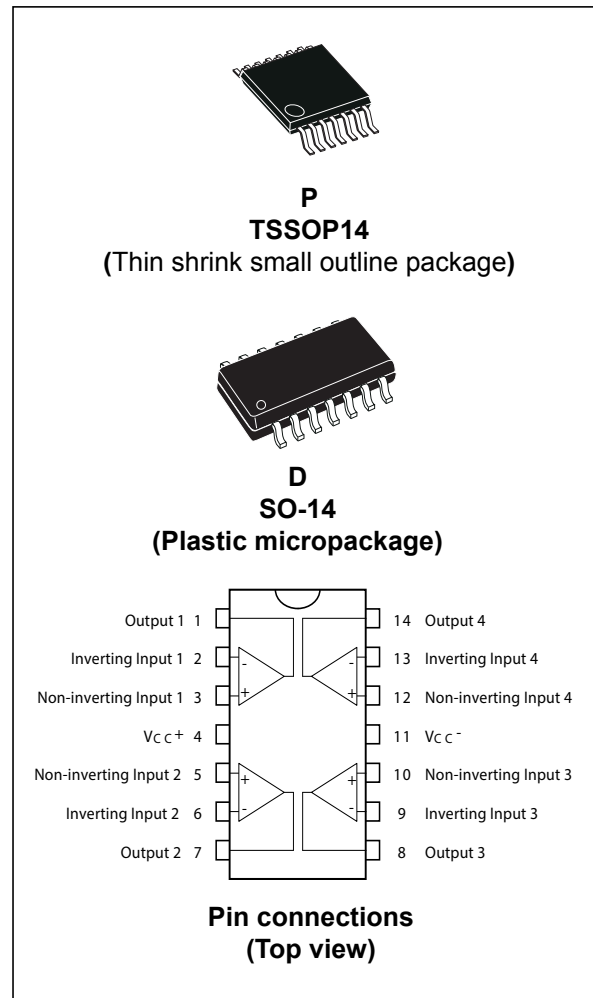 P
TSSOP14
(Thin shrink small outline package)
D
SO-14
(Plastic micropackage)
Output 1 1
14 Output 4
Inverting Input 1 2
- -
13 Inverting Input 4
Non-inverting Input 1 3
+ +
12 Non-inverting Input 4
VCC+ 4
11 VCC-
Non-inverting Input 2 5
+ +
10 Non-inverting Input 3
Inverting Input 2 6
- -
9 Inverting Input 3
Output 2 7
8 Output 3
Pin connections
(Top view)